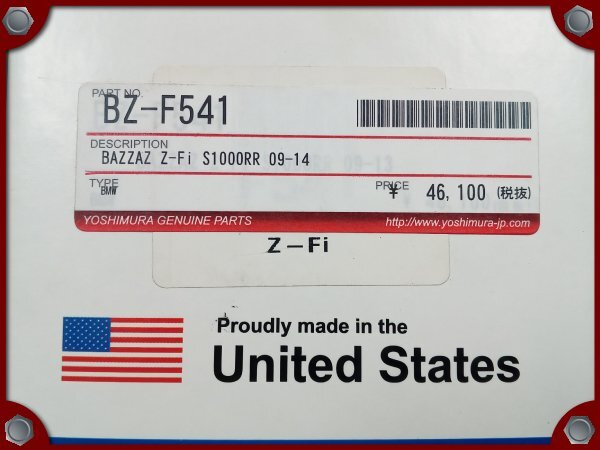 PART NO.
BZ-F541
DESCRIPTION
BAZZAZ Z-Fi S1000RR 09-14
TYPE
BMW
PRICE
¥ 46,100 (税抜)
YOSHIMURA GENUINE PARTS
http://www.yoshimura-jp.com
Z-Fi
Proudly made in the
United States